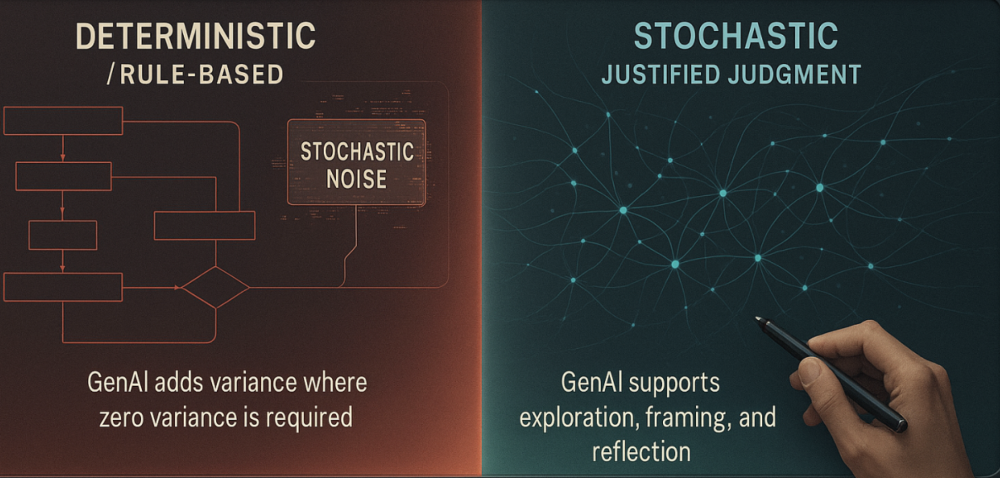 DETERMINISTIC
/RULE-BASED
STOCHASTIC
NOISE
GenAI adds variance where
zero variance is required
STOCHASTIC
JUSTIFIED JUDGMENT
GenAI supports
exploration, framing, and
reflection